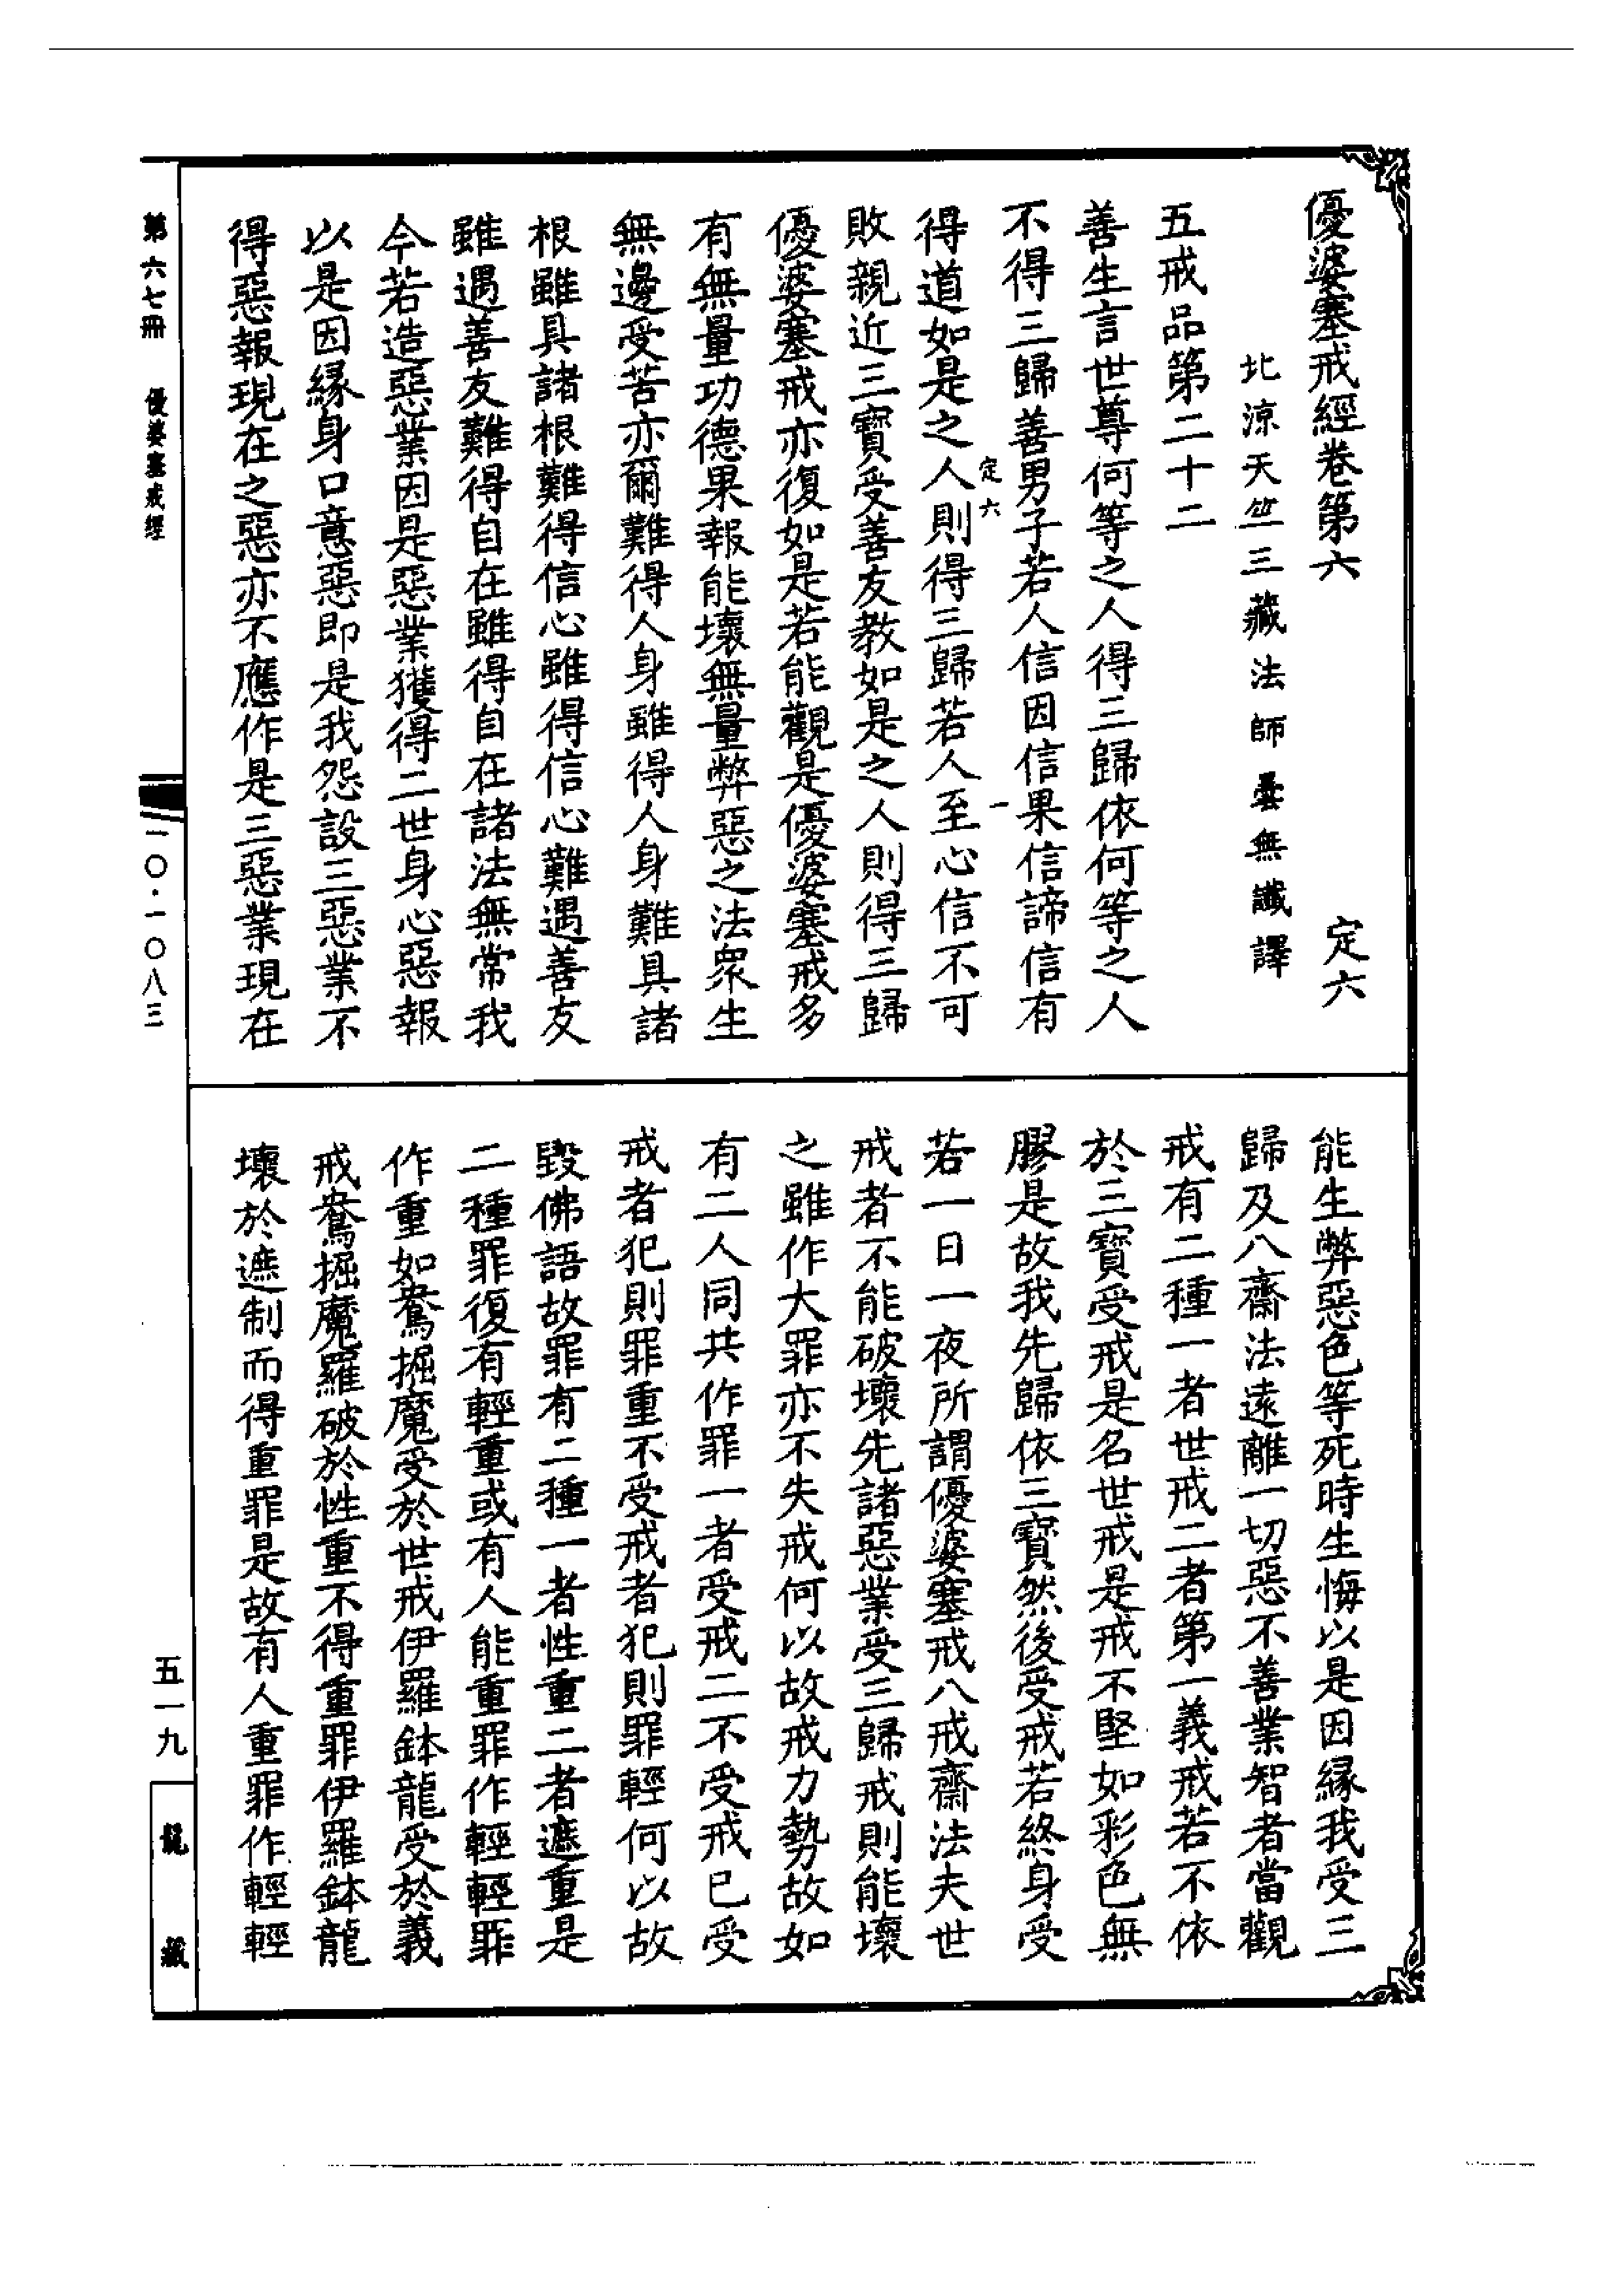 優婆塞戒經卷第六　定六
北涼天竺三藏法師曇無讖譯
五戒品第二十二
善生言世尊何等之人得三歸依何等之人
不得三歸善男子若人信因信果信諦信有
定六　一
得道如是之人則得三歸若人至心信不可
敗親近三寶受善友教如是之人則得三歸
優婆塞戒亦復如是若能觀是優婆塞戒多
有無量功德果報能壞無量弊惡之法眾生
無邊受苦亦爾難得人身雖得人身難具諸
根雖具諸根難得信心雖得信心難遇善友
雖遇善友難得自在雖得自在諸法無常我
今若造惡業因是惡業獲得二世身心惡報
以是因緣身口意惡即是我怨設三惡業不
得惡報現在之惡亦不應作是三惡業現在
能生弊惡色等死時生悔以是因緣我受三
歸及八齋法遠離一切惡不善業智者當觀
戒有二種一者世戒二者第一義戒若不依
於三寶受戒是名世戒是戒不堅如彩色無
膠是故我先歸依三寶然後受戒若終身受
若一日一夜所謂優婆塞戒八戒齋法夫世
戒者不能破壞先諸惡業受三歸戒則能壞
之雖作大罪亦不失戒何以故戒力勢故如
有二人同共作罪一者受戒二不受戒已受
戒者犯則罪重不受戒者犯則罪輕何以故
毀佛語故罪有二種一者性重二者遮重是
二種罪復有輕重或有人能重罪作輕輕罪
作重如鴦掘魔受於世戒伊羅鉢龍受於義
戒鴦掘魔羅破於性重不得重罪伊羅鉢龍
壞於遮制而得重罪是故有人重罪作輕輕
第六七冊　優婆塞戒經
一〇·一〇八三
五一九
龍藏